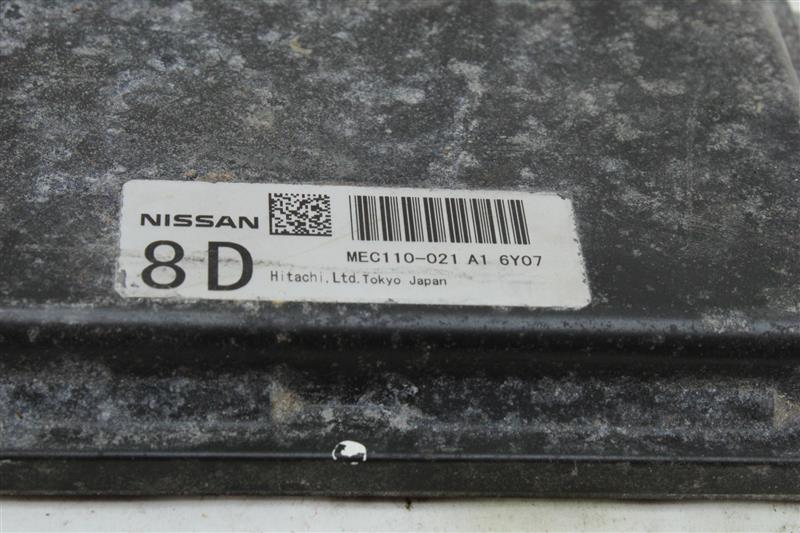 NISSAN
8D
MEC110-021 A1 6Y07
Hitachi,Ltd.Tokyo Japan